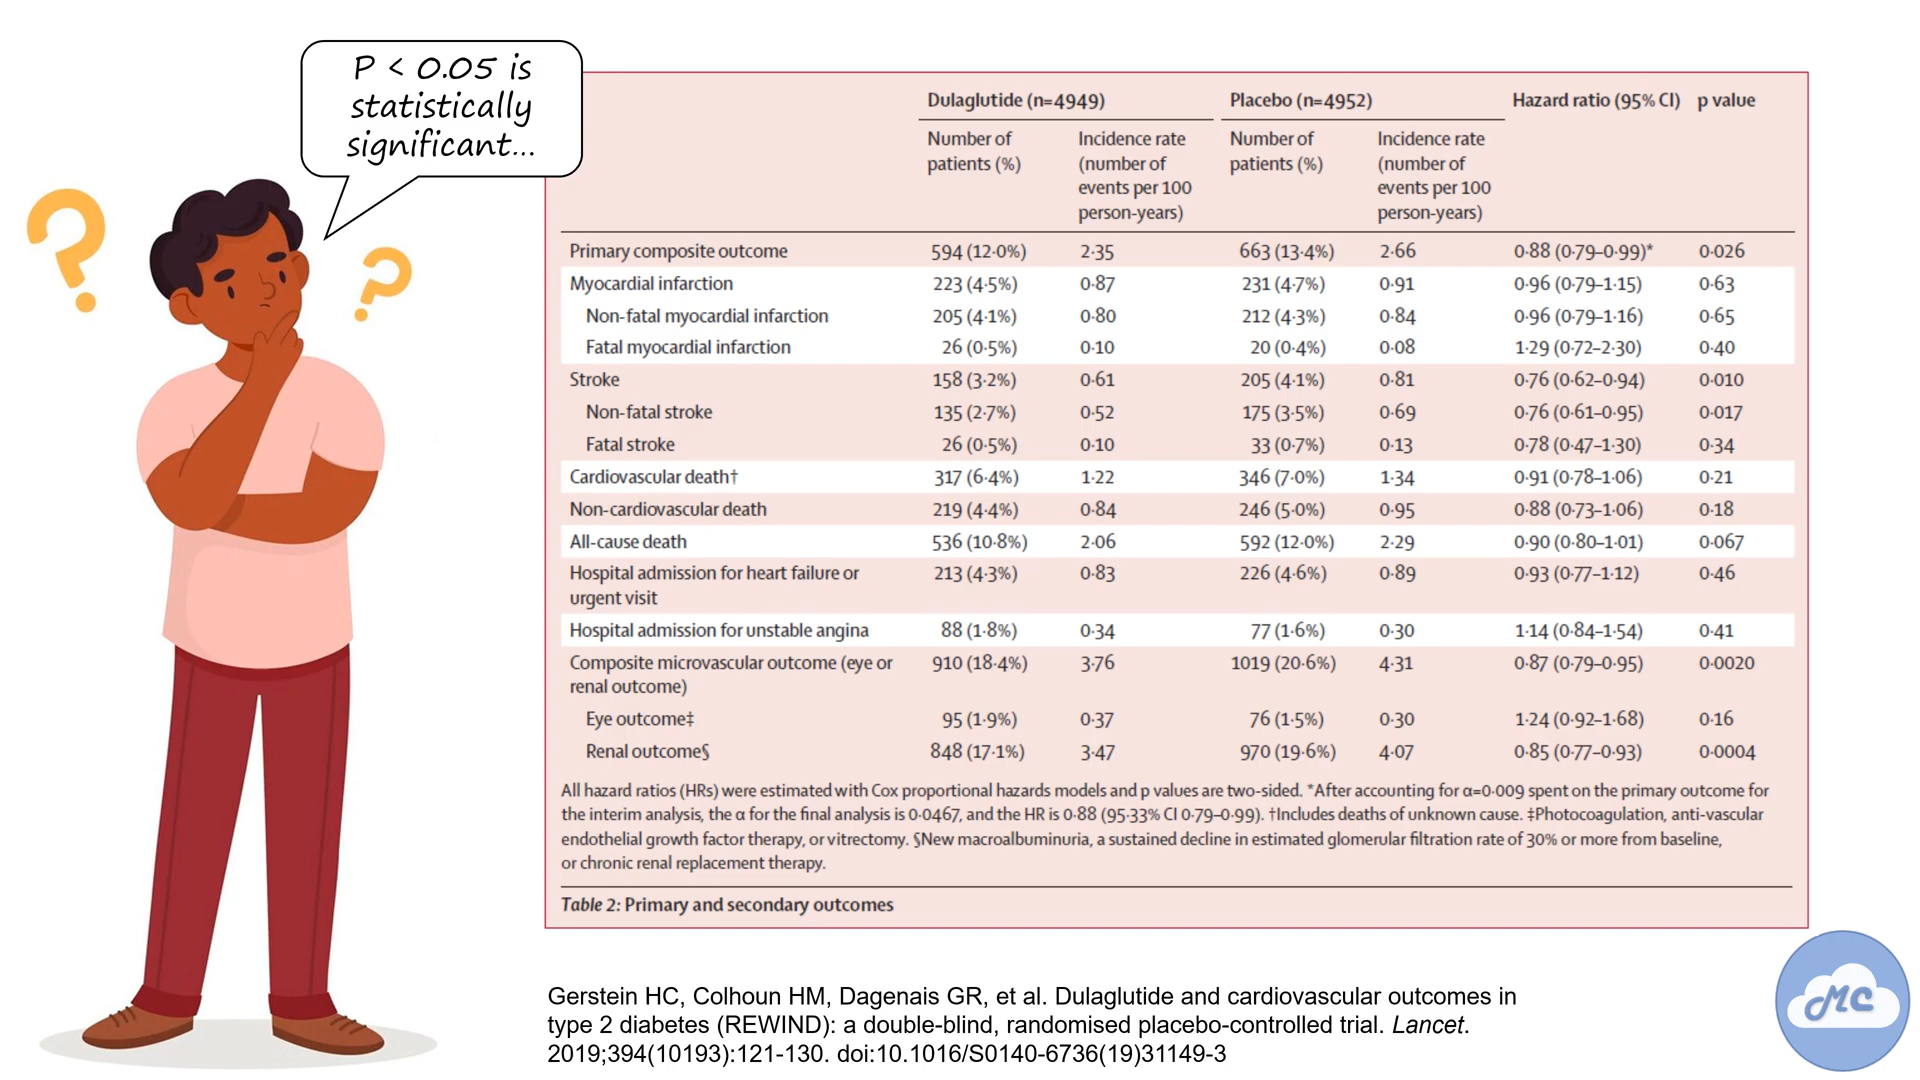 P < 0.05 is
statistically
significant...
Dulaglutide (n=4949) Placebo (n=4952) Hazard ratio (95% CI) p value
Number of patients (%) Incidence rate (number of events per 100 person-years) Number of patients (%) Incidence rate (number of events per 100 person-years)
Primary composite outcome 594 (12·0%) 2·35 663 (13·4%) 2·66 0·88 (0·79–0·99)* 0·026
Myocardial infarction 223 (4·5%) 0·87 231 (4·7%) 0·91 0·96 (0·79–1·15) 0·63
Non-fatal myocardial infarction 205 (4·1%) 0·80 212 (4·3%) 0·84 0·96 (0·79–1·16) 0·65
Fatal myocardial infarction 26 (0·5%) 0·10 20 (0·4%) 0·08 1·29 (0·72–2·30) 0·40
Stroke 158 (3·2%) 0·61 205 (4·1%) 0·81 0·76 (0·62–0·94) 0·010
Non-fatal stroke 135 (2·7%) 0·52 175 (3·5%) 0·69 0·76 (0·61–0·95) 0·017
Fatal stroke 26 (0·5%) 0·10 33 (0·7%) 0·13 0·78 (0·47–1·30) 0·34
Cardiovascular death† 317 (6·4%) 1·22 346 (7·0%) 1·34 0·91 (0·78–1·06) 0·21
Non-cardiovascular death 219 (4·4%) 0·84 246 (5·0%) 0·95 0·88 (0·73–1·06) 0·18
All-cause death 536 (10·8%) 2·06 592 (12·0%) 2·29 0·90 (0·80–1·01) 0·067
Hospital admission for heart failure or 213 (4·3%) 0·83 226 (4·6%) 0·89 0·93 (0·77–1·12) 0·46
urgent visit
Hospital admission for unstable angina 88 (1·8%) 0·34 77 (1·6%) 0·30 1·14 (0·84–1·54) 0·41
Composite microvascular outcome (eye or 910 (18·4%) 3·76 1019 (20·6%) 4·31 0·87 (0·79–0·95) 0·0020
renal outcome)
Eye outcome‡ 95 (1·9%) 0·37 76 (1·5%) 0·30 1·24 (0·92–1·68) 0·16
Renal outcome§ 848 (17·1%) 3·47 970 (19·6%) 4·07 0·85 (0·77–0·93) 0·0004
All hazard ratios (HRs) were estimated with Cox proportional hazards models and p values are two-sided. *After accounting for α=0·009 spent on the primary outcome for
the interim analysis, the α for the final analysis is 0·0467, and the HR is 0·88 (95·33% CI 0·79–0·99). †Includes deaths of unknown cause. ‡Photocoagulation, anti-vascular
endothelial growth factor therapy, or vitrectomy. §New macroalbuminuria, a sustained decline in estimated glomerular filtration rate of 30% or more from baseline,
or chronic renal replacement therapy.
Table 2: Primary and secondary outcomes
Gerstein HC, Colhoun HM, Dagenais GR, et al. Dulaglutide and cardiovascular outcomes in
type 2 diabetes (REWIND): a double-blind, randomised placebo-controlled trial. Lancet.
2019;394(10193):121-130. doi:10.1016/S0140-6736(19)31149-3
MC